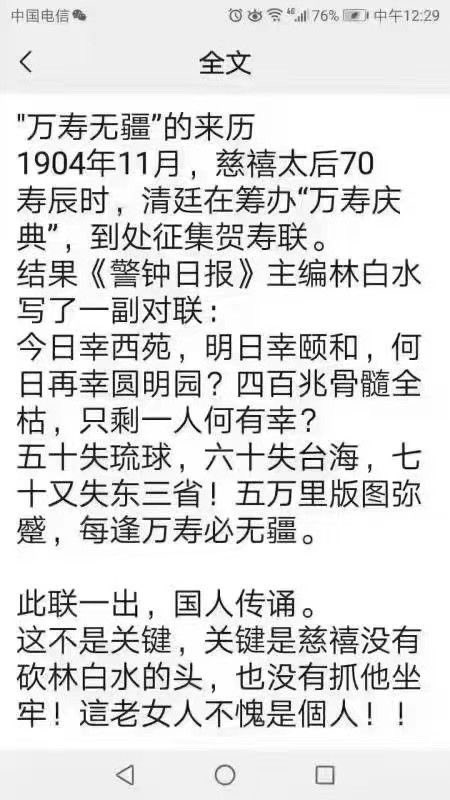 中国电信
4G 76% 中午12:29
全文
"万寿无疆”的来历
1904年11月，慈禧太后70
寿辰时，清廷在筹办“万寿庆
典”，到处征集贺寿联。
结果《警钟日报》主编林白水
写了一副对联：
今日幸西苑，明日幸颐和，何
日再幸圆明园？四百兆骨髓全
枯，只剩一人何有幸？
五十失琉球，六十失台海，七
十又失东三省！五万里版图弥
蹙，每逢万寿必无疆。
此联一出，国人传诵。
这不是关键，关键是慈禧没有
砍林白水的头，也没有抓他坐
牢！這老女人不愧是個人！！